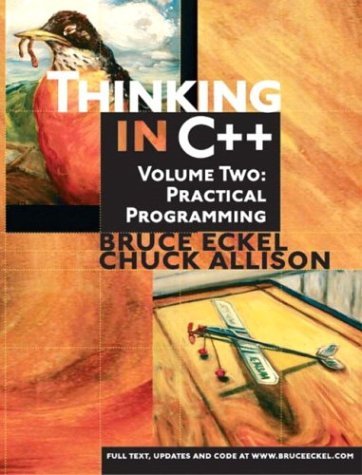 THINKING
IN C++
VOLUME TWO:
PRACTICAL
PROGRAMMING
BRUCE ECKEL
CHUCK ALLISON
FULL TEXT, UPDATES AND CODE AT WWW.BRUCEECKEL.COM